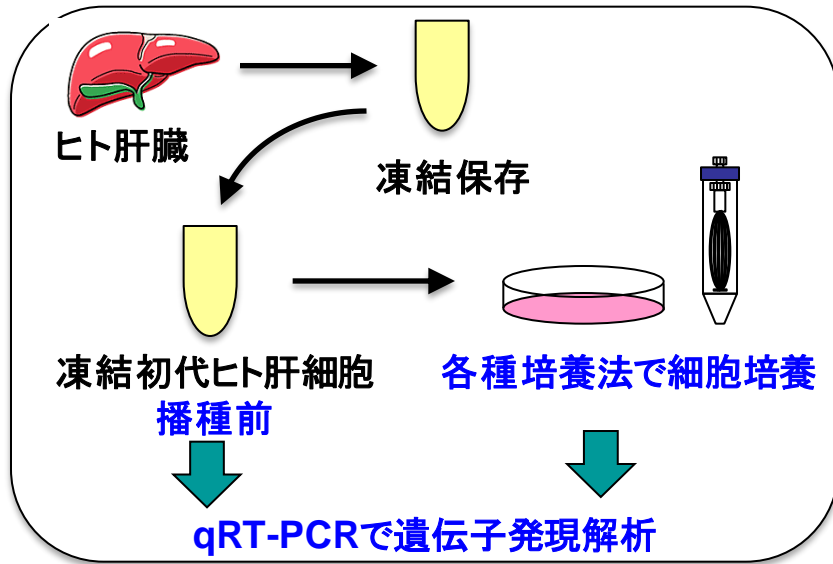 ヒト肝臓
凍結保存
凍結初代ヒト肝細胞
播種前
各種培養法で細胞培養
qRT-PCRで遺伝子発現解析